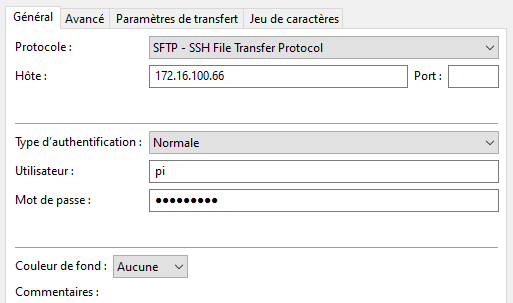 Général Avancé Paramètres de transfert Jeu de caractères
Protocole : SFTP - SSH File Transfer Protocol
Hôte : 172.16.100.66 Port :
Type d'authentification : Normale
Utilisateur : pi
Mot de passe : ●●●●●●●●●
Couleur de fond : Aucune
Commentaires :